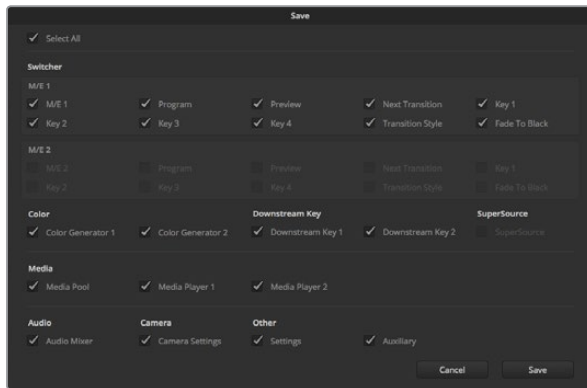 Save
Select All
Switcher
M/E 1
M/E 1 Program Preview Next Transition Key 1
Key 2 Key 3 Key 4 Transition Style Fade To Black
M/E 2
M/E 2 Program Preview Next Transition Key 1
Key 2 Key 3 Key 4 Transition Style Fade To Black
Color Downstream Key SuperSource
Color Generator 1 Color Generator 2 Downstream Key 1 Downstream Key 2 SuperSource
Media
Media Pool Media Player 1 Media Player 2
Audio Camera Other
Audio Mixer Camera Settings Settings Auxiliary
Cancel Save